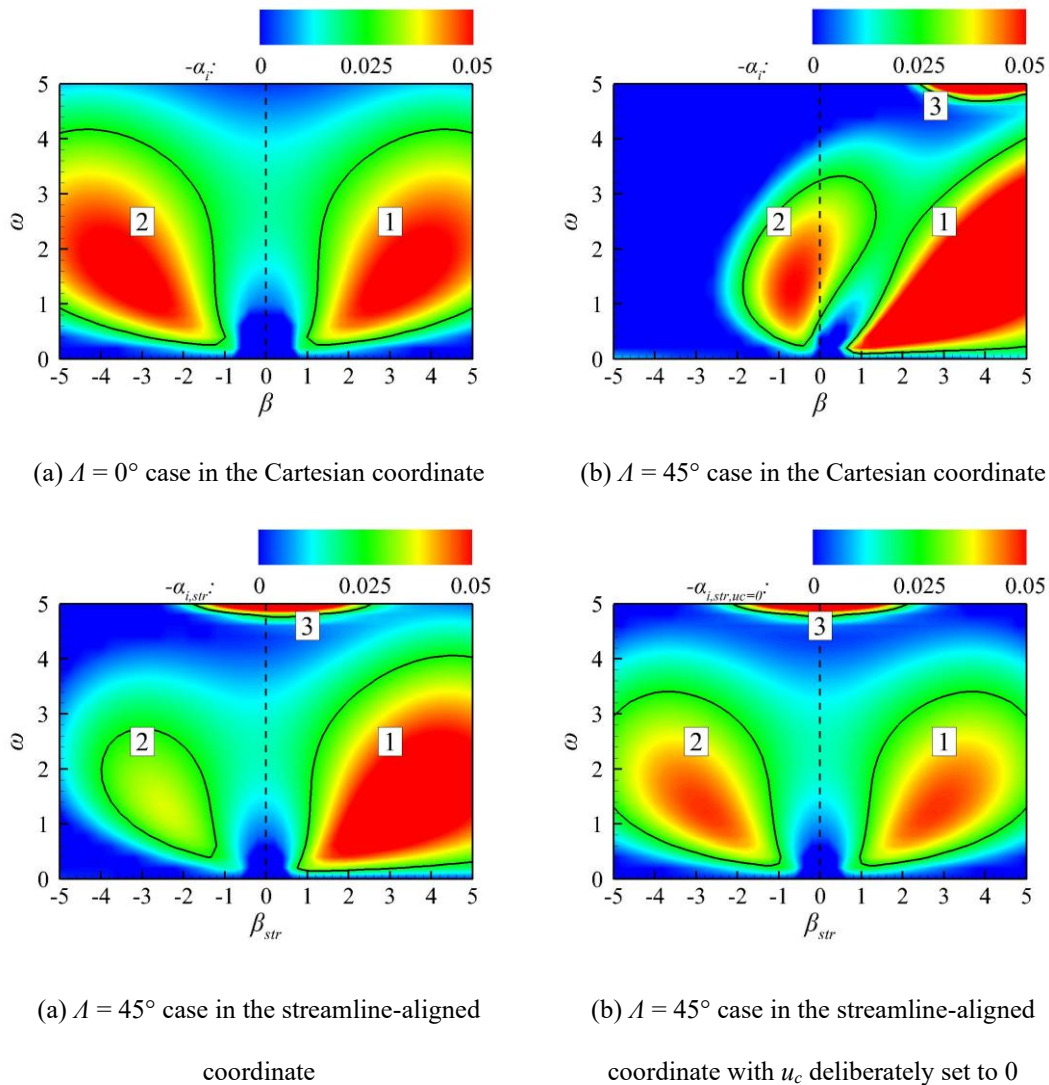 -αi: 0 0.025 0.05
5
4
3
2
1
0
ω
2 1
-5 -4 -3 -2 -1 0 1 2 3 4 5
β
(a) Λ = 0° case in the Cartesian coordinate
-αi: 0 0.025 0.05
5
4
3
2
1
0
ω
3
2 1
-5 -4 -3 -2 -1 0 1 2 3 4 5
β
(b) Λ = 45° case in the Cartesian coordinate
-αi,str: 0 0.025 0.05
5
4
3
2
1
0
ω
3
2 1
-5 -4 -3 -2 -1 0 1 2 3 4 5
βstr
(a) Λ = 45° case in the streamline-aligned
coordinate
-αi,str,uc=0: 0 0.025 0.05
5
4
3
2
1
0
ω
3
2 1
-5 -4 -3 -2 -1 0 1 2 3 4 5
βstr
(b) Λ = 45° case in the streamline-aligned
coordinate with uc deliberately set to 0